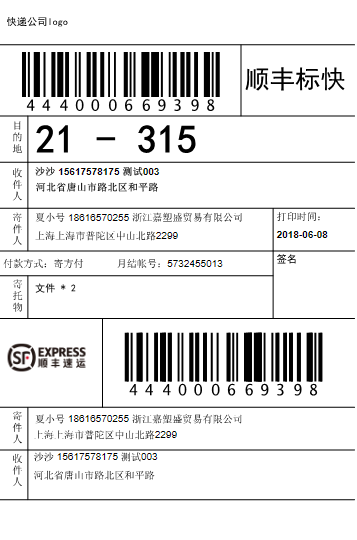 快递公司logo
444000669398
顺丰标快
目的地
21 - 315
收件人
沙沙 15617578175 测试003
河北省唐山市路北区和平路
寄件人
夏小号 18616570255 浙江嘉塑盛贸易有限公司
上海上海市普陀区中山北路2299
打印时间：
2018-06-08
付款方式：寄方付 月结帐号：5732455013
签名
寄托物
文件 * 2
SF EXPRESS
顺丰速运
444000669398
寄件人
夏小号 18616570255 浙江嘉塑盛贸易有限公司
上海上海市普陀区中山北路2299
收件人
沙沙 15617578175 测试003
河北省唐山市路北区和平路